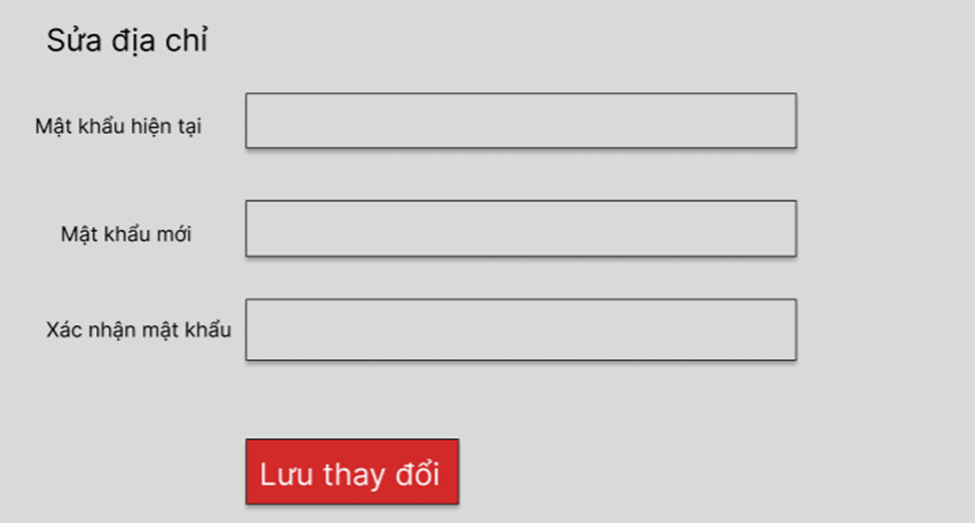 Sửa địa chỉ
Mật khẩu hiện tại
Mật khẩu mới
Xác nhận mật khẩu
Lưu thay đổi